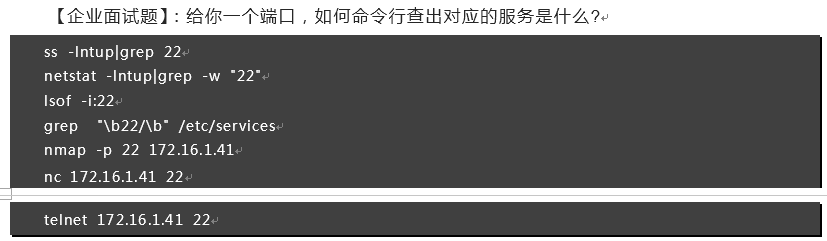 【企业面试题】：给你一个端口，如何命令行查出对应的服务是什么?
ss -lntup|grep 22
netstat -lntup|grep -w "22"
lsof -i:22
grep "\b22/\b" /etc/services
nmap -p 22 172.16.1.41
nc 172.16.1.41 22
telnet 172.16.1.41 22